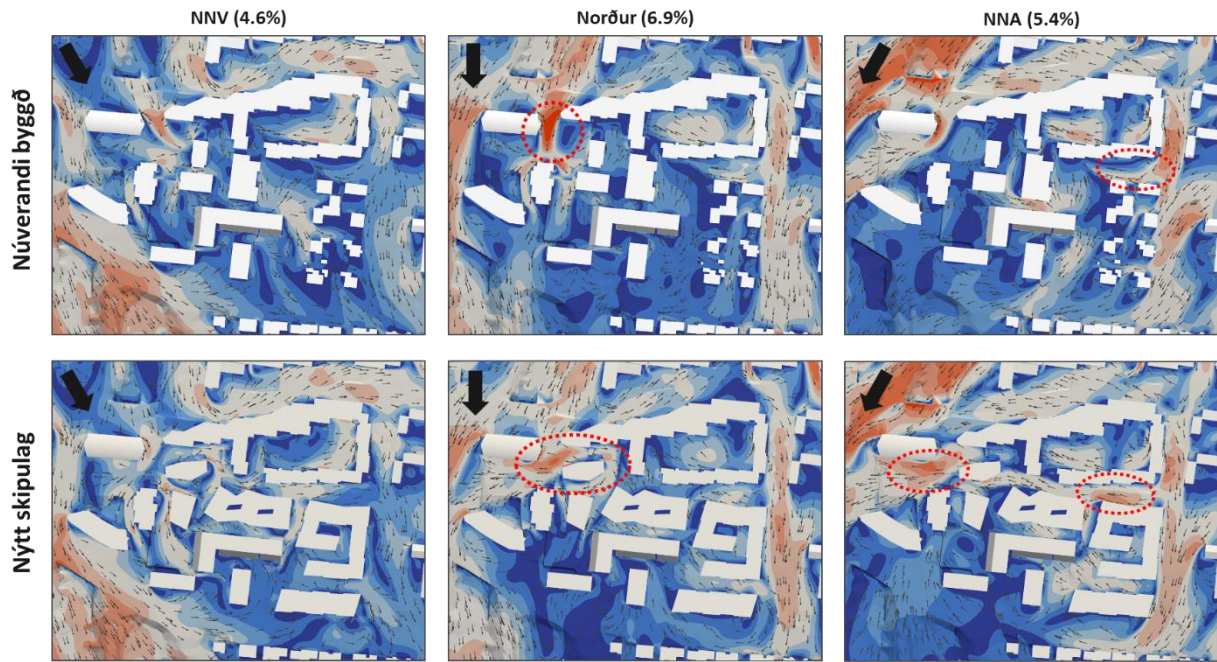 NNV (4.6%)
Norður (6.9%)
NNA (5.4%)
Núverandi byggð
Nýtt skipulag